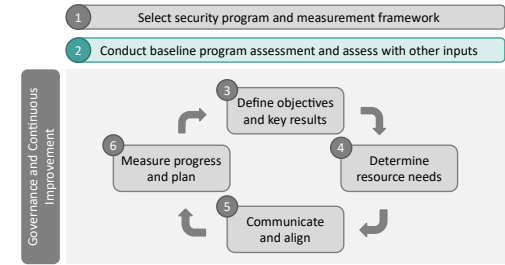 1
Select security program and measurement framework
2
Conduct baseline program assessment and assess with other inputs
Governance and Continuous
Improvement
3
Define objectives
and key results
4
Determine
resource needs
5
Communicate
and align
6
Measure progress
and plan